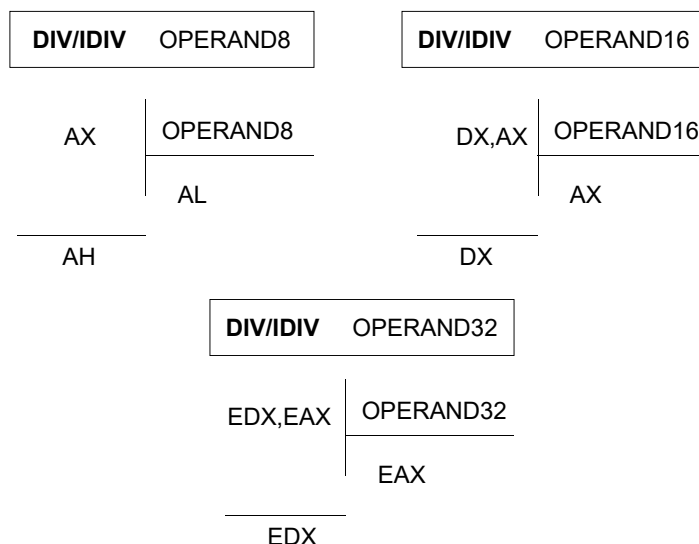 DIV/IDIV OPERAND8
AX OPERAND8
AL
AH
DIV/IDIV OPERAND16
DX,AX OPERAND16
AX
DX
DIV/IDIV OPERAND32
EDX,EAX OPERAND32
EAX
EDX